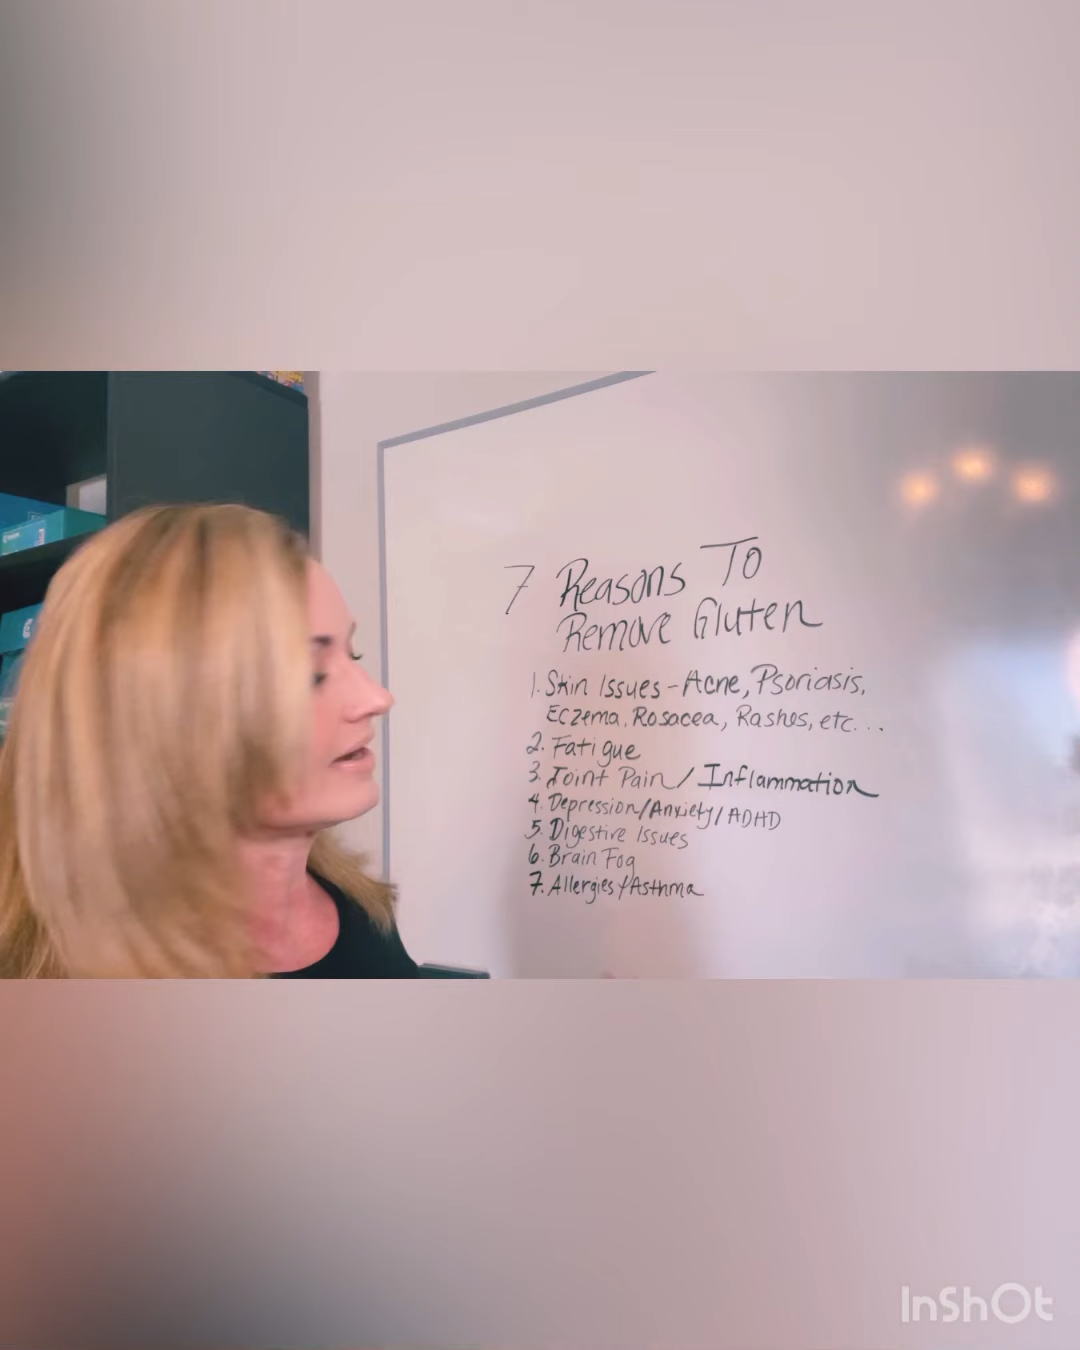 7 Reasons To
Remove Gluten
1. Skin Issues - Acne, Psoriasis,
Eczema, Rosacea, Rashes, etc...
2. Fatigue
3. Joint Pain / Inflammation
4. Depression/Anxiety/ADHD
5. Digestive Issues
6. Brain Fog
7. Allergies/Asthma
InShOt